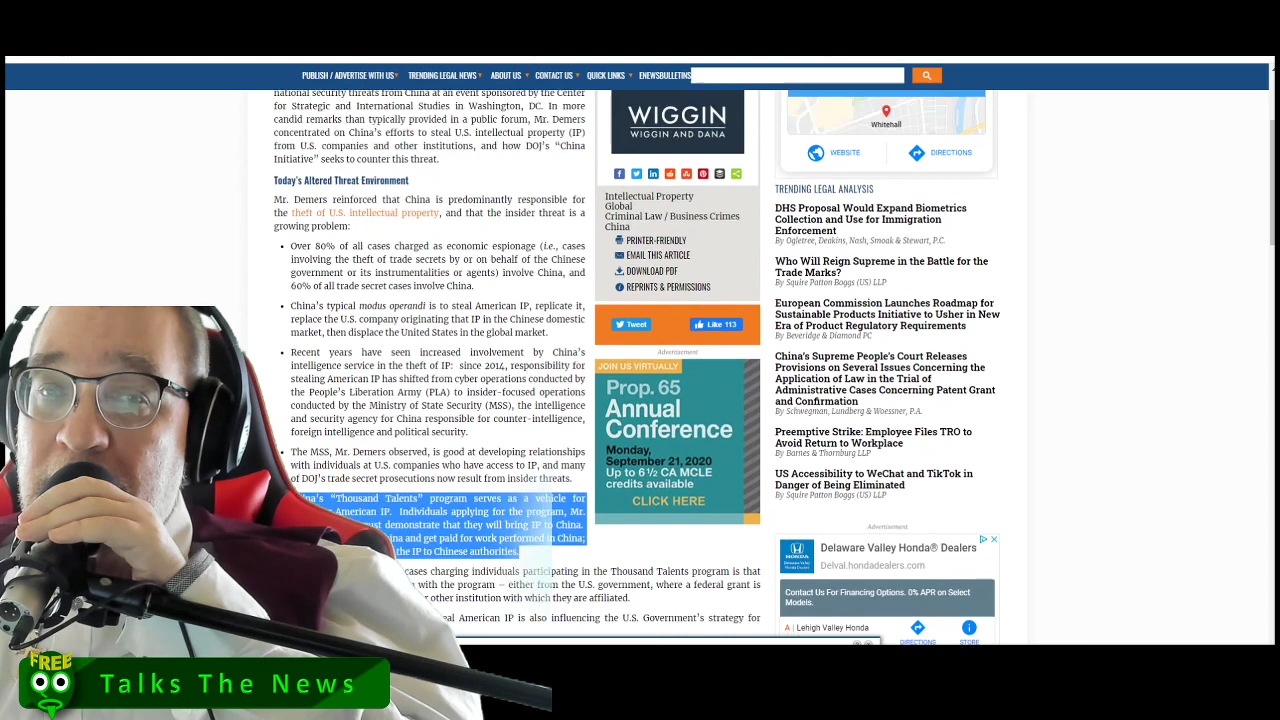 PUBLISH / ADVERTISE WITH US
TRENDING LEGAL NEWS
ABOUT US
CONTACT US
QUICK LINKS
ENEWSBULLETINS
national security threats from China at an event sponsored by the Center
for Strategic and International Studies in Washington, DC. In more
candid remarks than typically provided in a public forum, Mr. Demers
concentrated on China's efforts to steal U.S. intellectual property (IP)
from U.S. companies and other institutions, and how DOJ's "China
Initiative" seeks to counter this threat.
Today's Altered Threat Environment
Mr. Demers reinforced that China is predominantly responsible for
the theft of U.S. intellectual property, and that the insider threat is a
growing problem:
• Over 80% of all cases charged as economic espionage (i.e., cases
involving the theft of trade secrets by or on behalf of the Chinese
government or its instrumentalities or agents) involve China, and
60% of all trade secret cases involve China.
• China's typical modus operandi is to steal American IP, replicate it,
replace the U.S. company originating that IP in the Chinese domestic
market, then displace the United States in the global market.
• Recent years have seen increased involvement by China's
intelligence service in the theft of IP: since 2014, responsibility for
stealing American IP has shifted from cyber operations conducted by
the People's Liberation Army (PLA) to insider-focused operations
conducted by the Ministry of State Security (MSS), the intelligence
and security agency for China responsible for counter-intelligence,
foreign intelligence and political security.
• The MSS, Mr. Demers observed, is good at developing relationships
with individuals at U.S. companies who have access to IP, and many
of DOJ's trade secret prosecutions now result from insider threats.
"Thousand Talents" program serves as a vehicle for
American IP. Individuals applying for the program, Mr.
must demonstrate that they will bring IP to China.
and get paid for work performed in China;
the IP to Chinese authorities.
cases charging individuals participating in the Thousand Talents program is that
with the program – either from the U.S. government, where a federal grant is
other institution with which they are affiliated.
American IP is also influencing the U.S. Government's strategy for
WIGGIN
WIGGIN AND DANA
Intellectual Property
Global
Criminal Law / Business Crimes
China
PRINTER-FRIENDLY
EMAIL THIS ARTICLE
DOWNLOAD PDF
REPRINTS & PERMISSIONS
Tweet
Like 113
Advertisement
JOIN US VIRTUALLY
Prop. 65
Annual
Conference
Monday,
September 21, 2020
Up to 6½ CA MCLE
credits available
CLICK HERE
Whitehall
WEBSITE
DIRECTIONS
TRENDING LEGAL ANALYSIS
DHS Proposal Would Expand Biometrics
Collection and Use for Immigration
Enforcement
By Ogletree, Deakins, Nash, Smoak & Stewart, P.C.
Who Will Reign Supreme in the Battle for the
Trade Marks?
By Squire Patton Boggs (US) LLP
European Commission Launches Roadmap for
Sustainable Products Initiative to Usher in New
Era of Product Regulatory Requirements
By Beveridge & Diamond PC
China's Supreme People's Court Releases
Provisions on Several Issues Concerning the
Application of Law in the Trial of
Administrative Cases Concerning Patent Grant
and Confirmation
By Schwegman, Lundberg & Woessner, P.A.
Preemptive Strike: Employee Files TRO to
Avoid Return to Workplace
By Barnes & Thornburg LLP
US Accessibility to WeChat and TikTok in
Danger of Being Eliminated
By Squire Patton Boggs (US) LLP
Advertisement
HONDA
Delaware Valley Honda® Dealers
Delval.hondadealers.com
Contact Us For Financing Options. 0% APR on Select
Models.
A | Lehigh Valley Honda
DIRECTIONS
STORE
FREE
Talks The News